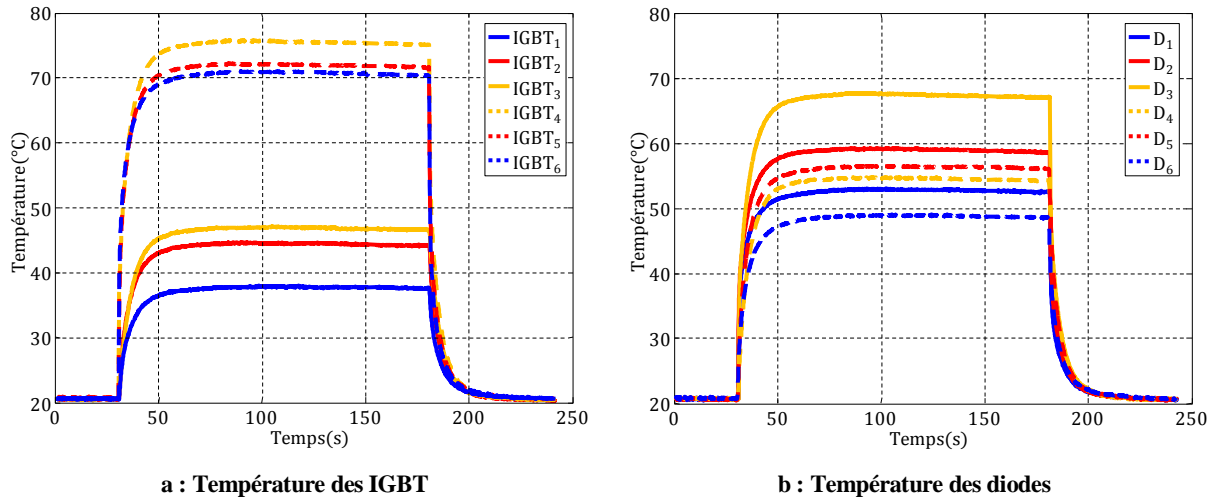 80
70
60
50
40
30
20
Température(°C)
0
50
100
150
200
250
Temps(s)
IGBT1
IGBT2
IGBT3
IGBT4
IGBT5
IGBT6
a : Température des IGBT
80
70
60
50
40
30
20
Température(°C)
0
50
100
150
200
250
Temps(s)
D1
D2
D3
D4
D5
D6
b : Température des diodes